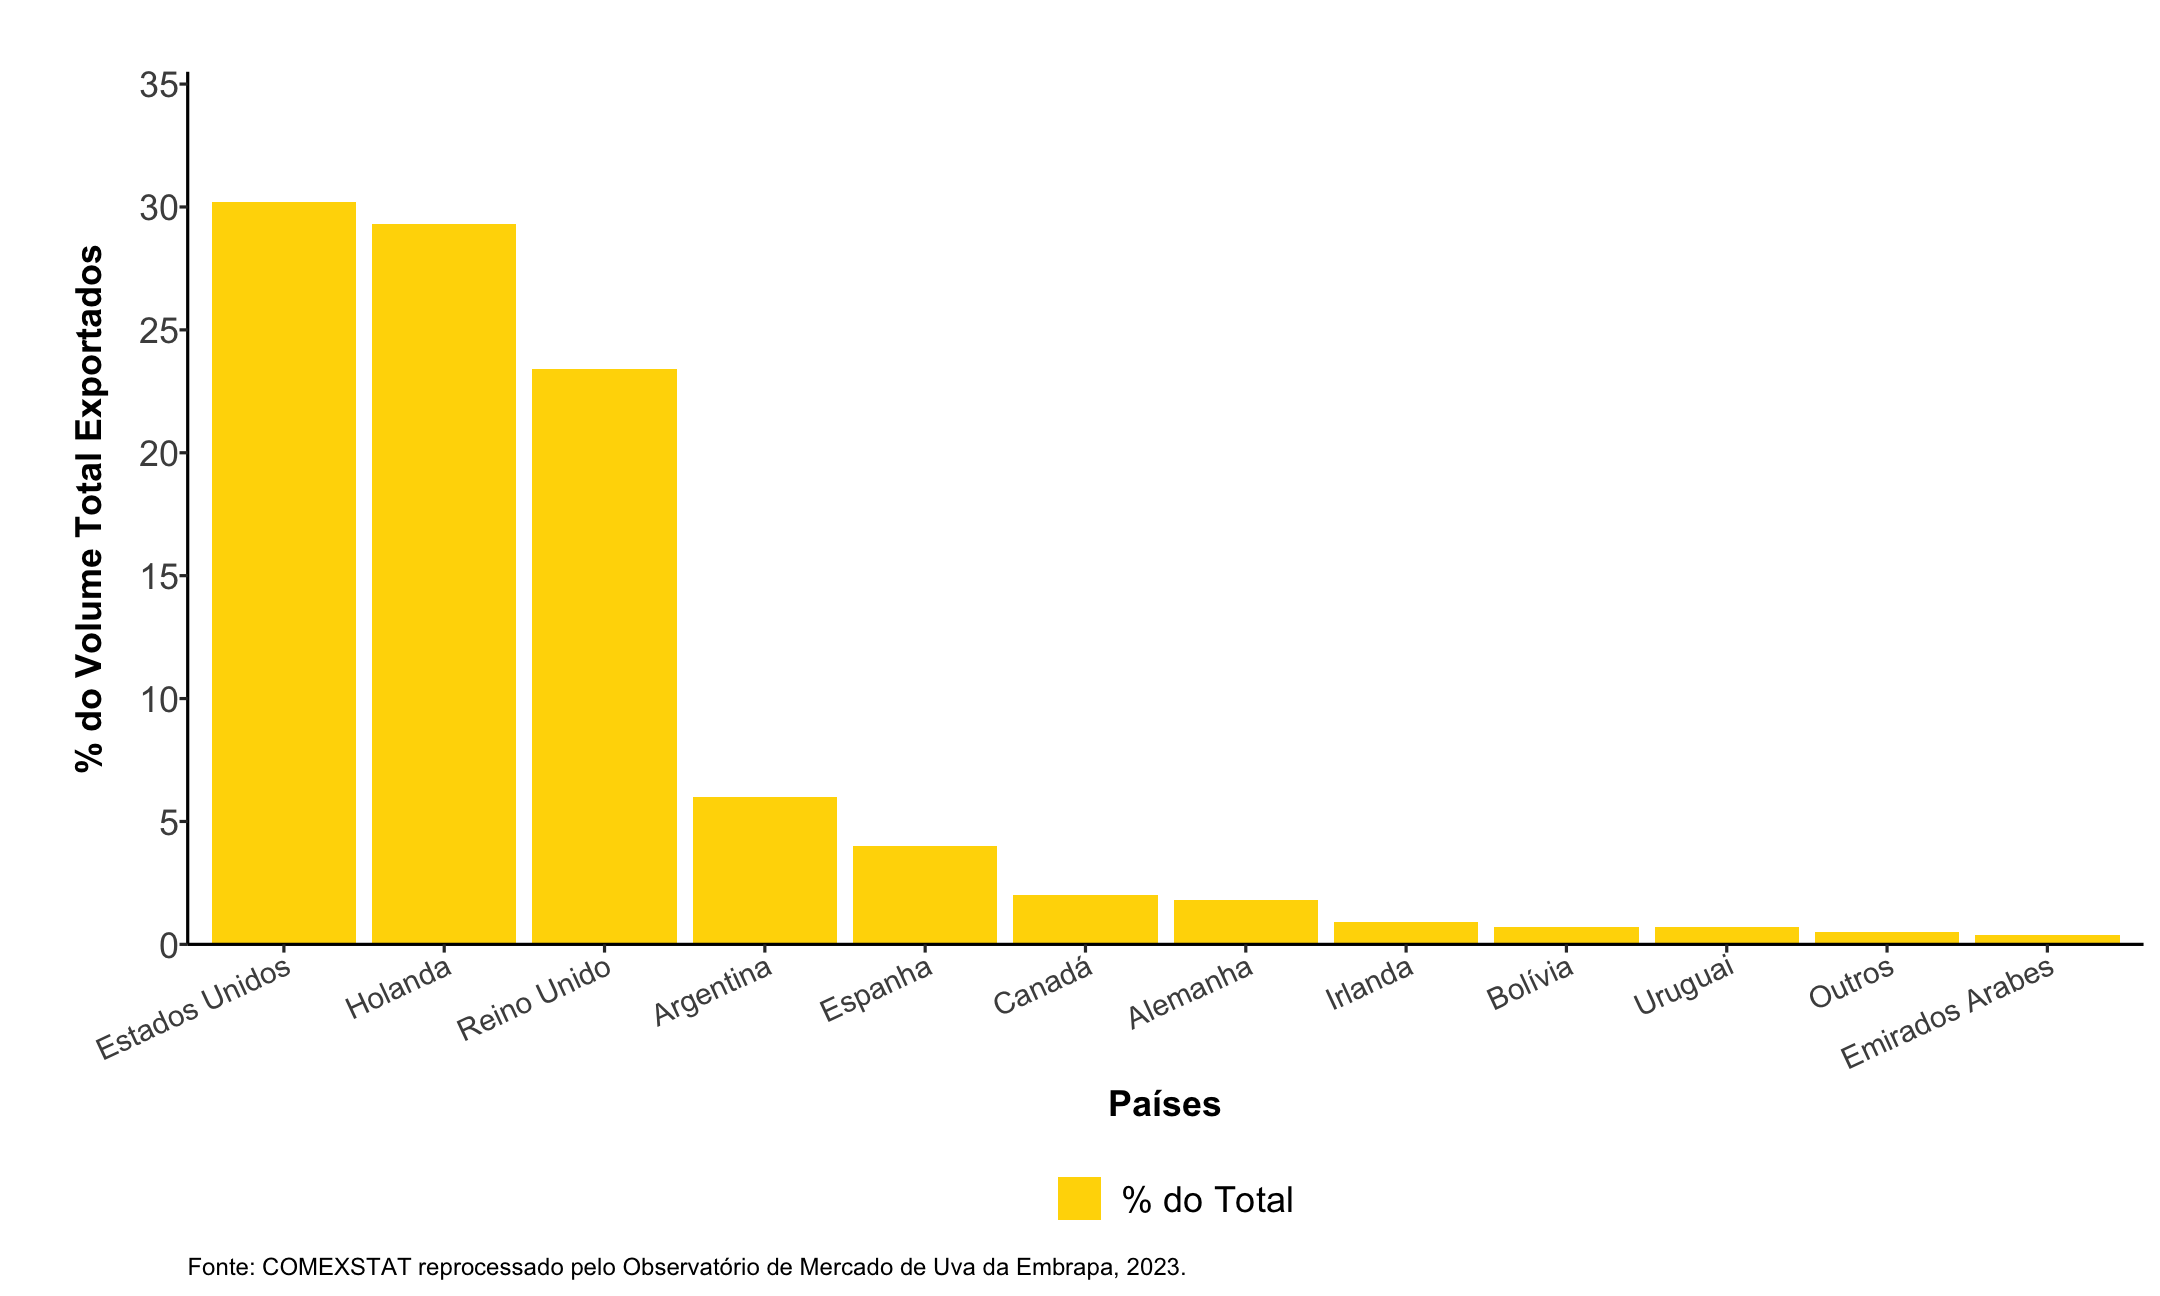 % do Volume Total Exportados
35
30
25
20
15
10
5
0
Estados Unidos
Holanda
Reino Unido
Argentina
Espanha
Canadá
Alemanha
Irlanda
Bolívia
Uruguai
Outros
Emirados Arabes
Países
% do Total
Fonte: COMEXSTAT reprocessado pelo Observatório de Mercado de Uva da Embrapa, 2023.